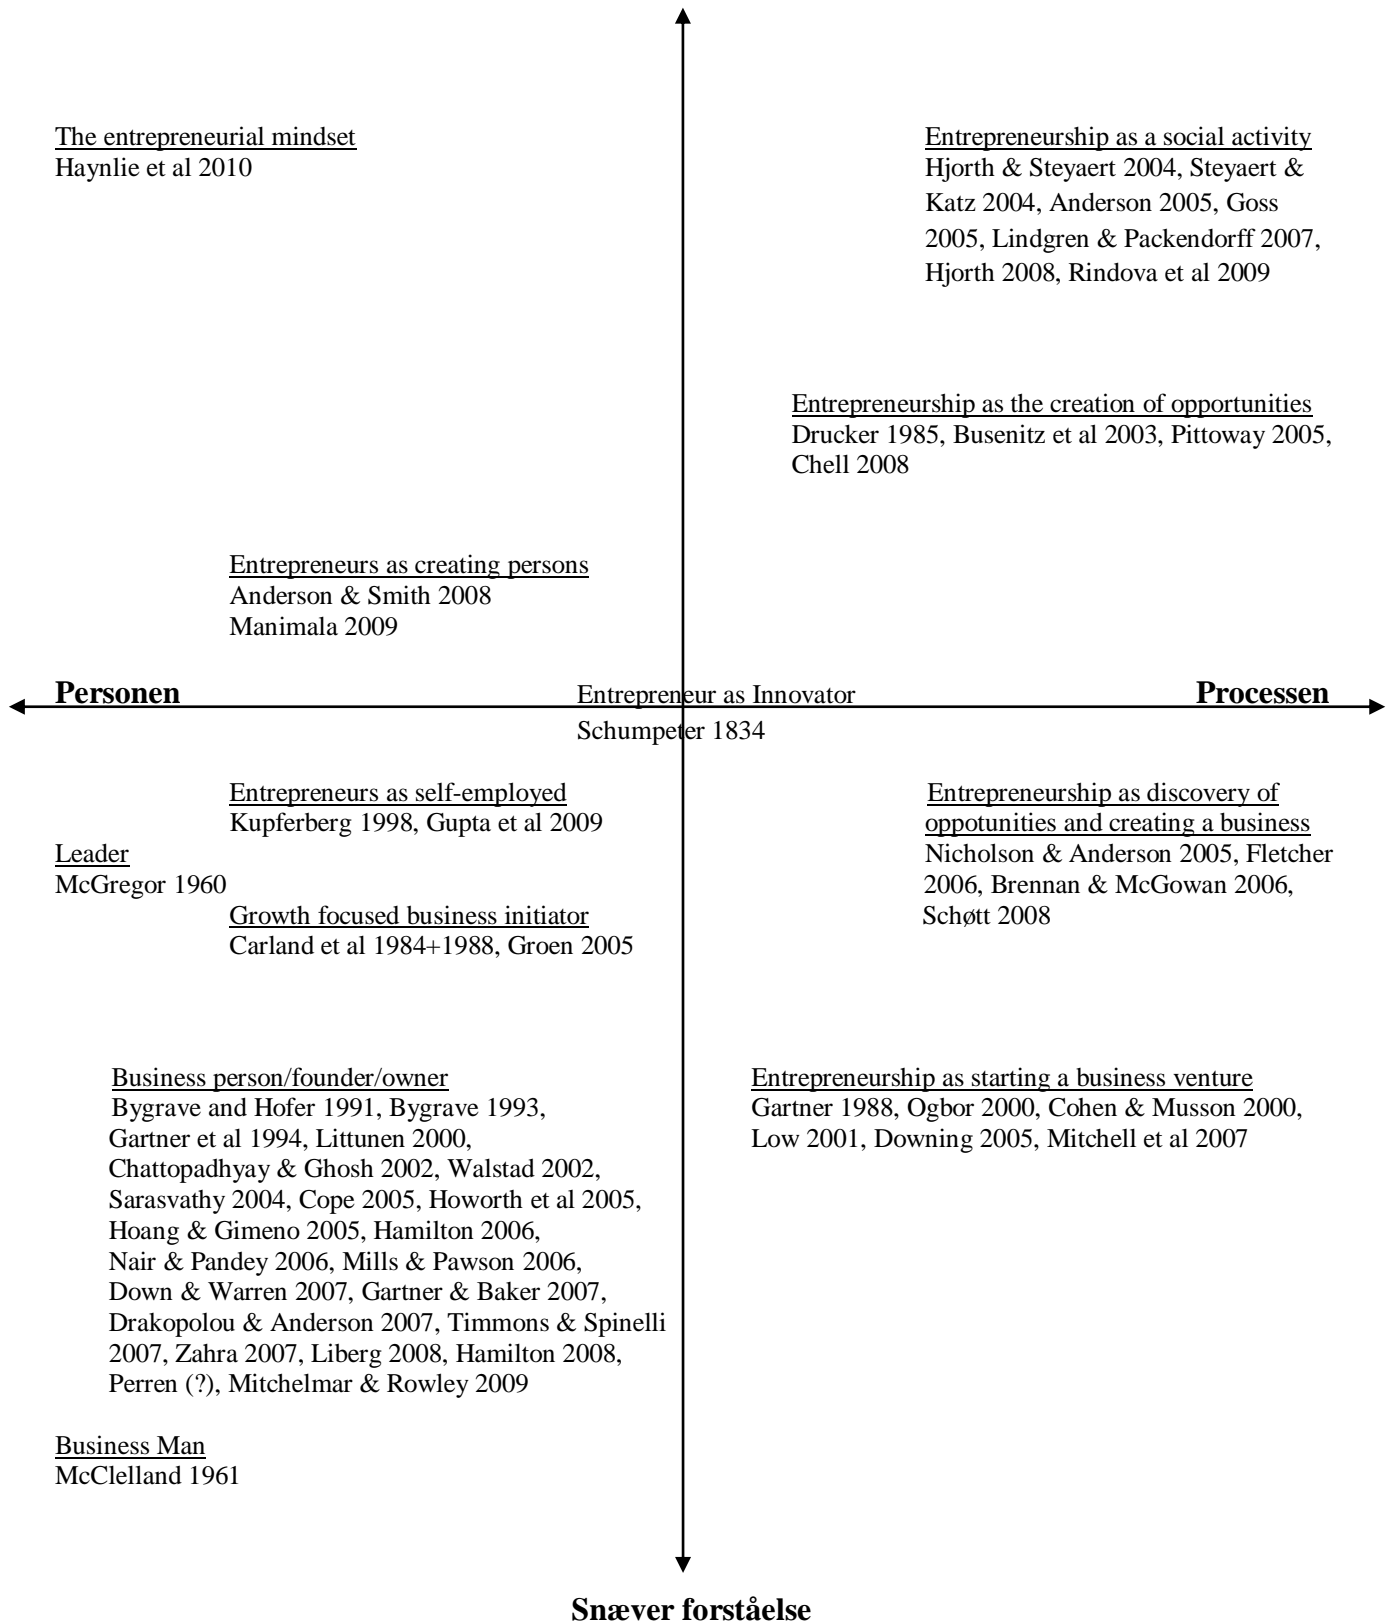 The entrepreneurial mindset
Haynlie et al 2010
Entrepreneurship as a social activity
Hjorth & Steyaert 2004, Steyaert &
Katz 2004, Anderson 2005, Goss
2005, Lindgren & Packendorff 2007,
Hjorth 2008, Rindova et al 2009
Entrepreneurship as the creation of opportunities
Drucker 1985, Busenitz et al 2003, Pittoway 2005,
Chell 2008
Entrepreneurs as creating persons
Anderson & Smith 2008
Manimala 2009
Personen
Entrepreneur as Innovator
Schumpeter 1834
Processen
Entrepreneurs as self-employed
Kupferberg 1998, Gupta et al 2009
Leader
McGregor 1960
Growth focused business initiator
Carland et al 1984+1988, Groen 2005
Entrepreneurship as discovery of
oppotunities and creating a business
Nicholson & Anderson 2005, Fletcher
2006, Brennan & McGowan 2006,
Schøtt 2008
Business person/founder/owner
Bygrave and Hofer 1991, Bygrave 1993,
Gartner et al 1994, Littunen 2000,
Chattopadhyay & Ghosh 2002, Walstad 2002,
Sarasvathy 2004, Cope 2005, Howorth et al 2005,
Hoang & Gimeno 2005, Hamilton 2006,
Nair & Pandey 2006, Mills & Pawson 2006,
Down & Warren 2007, Gartner & Baker 2007,
Drakopolou & Anderson 2007, Timmons & Spinelli
2007, Zahra 2007, Liberg 2008, Hamilton 2008,
Perren (?), Mitchelmar & Rowley 2009
Entrepreneurship as starting a business venture
Gartner 1988, Ogbor 2000, Cohen & Musson 2000,
Low 2001, Downing 2005, Mitchell et al 2007
Business Man
McClelland 1961
Snæver forståelse